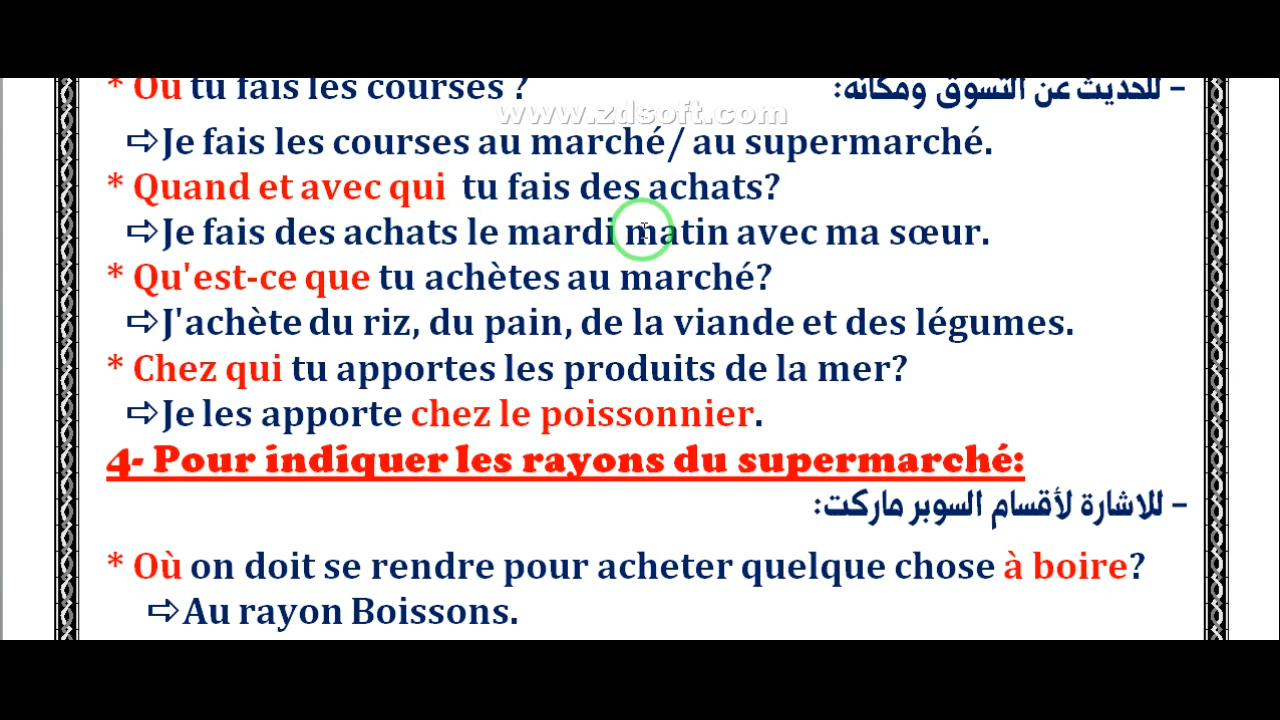 * Où tu fais les courses ?
- للحديث عن التسوق ومكانه:
www.zdsoft.com
⇨Je fais les courses au marché/ au supermarché.
* Quand et avec qui tu fais des achats?
⇨Je fais des achats le mardi matin avec ma sœur.
* Qu'est-ce que tu achètes au marché?
⇨J'achète du riz, du pain, de la viande et des légumes.
* Chez qui tu apportes les produits de la mer?
⇨Je les apporte chez le poissonnier.
4- Pour indiquer les rayons du supermarché:
- للاشارة لأقسام السوبر ماركت:
* Où on doit se rendre pour acheter quelque chose à boire?
⇨Au rayon Boissons.